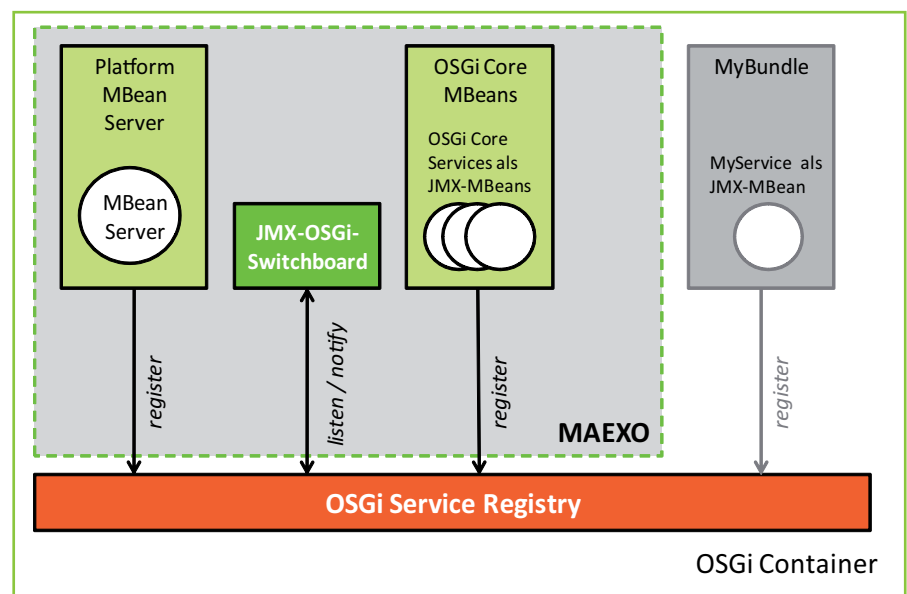 Platform
MBean
Server
MBean
Server
JMX-OSGi-
Switchboard
OSGi Core
MBeans
OSGi Core
Services als
JMX-MBeans
MyBundle
MyService als
JMX-MBean
register
listen / notify
register
register
MAEXO
OSGi Service Registry
OSGi Container